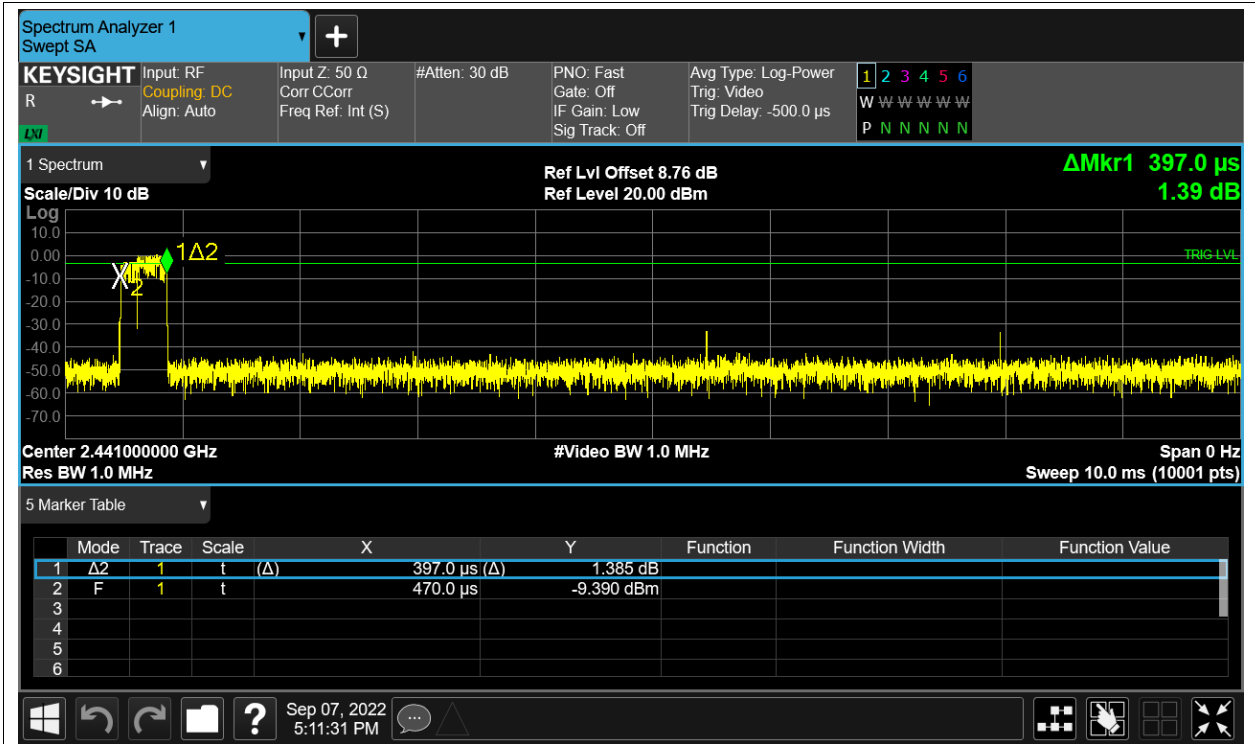 Spectrum Analyzer 1
Swept SA
KEYSIGHT Input: RF Input Z: 50 Ω #Atten: 30 dB PNO: Fast Avg Type: Log-Power 1 2 3 4 5 6
R Coupling: DC Corr CCorr Gate: Off Trig: Video W W W W W W
Align: Auto Freq Ref: Int (S) IF Gain: Low Trig Delay: -500.0 µs
LXI Sig Track: Off P N N N N N
1 Spectrum Ref Lvl Offset 8.76 dB ΔMkr1 397.0 µs
Scale/Div 10 dB Ref Level 20.00 dBm 1.39 dB
Log
10.0
0.00 1Δ2 TRIG LVL
-10.0 X 2
-20.0
-30.0
-40.0
-50.0
-60.0
-70.0
Center 2.441000000 GHz #Video BW 1.0 MHz Span 0 Hz
Res BW 1.0 MHz Sweep 10.0 ms (10001 pts)
5 Marker Table
Mode Trace Scale X Y Function Function Width Function Value
1 Δ2 1 t (Δ) 397.0 µs (Δ) 1.385 dB
2 F 1 t 470.0 µs -9.390 dBm
3
4
5
6
? Sep 07, 2022
5:11:31 PM